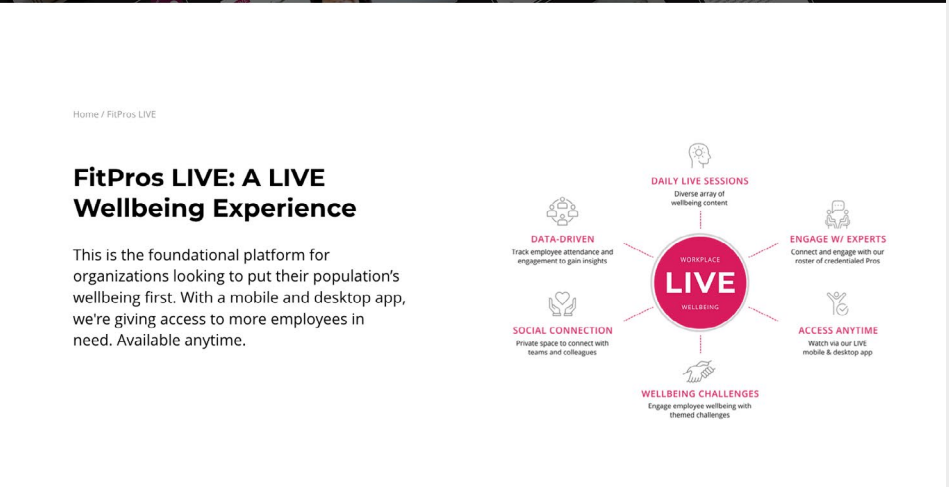 Home / FitPros LIVE
FitPros LIVE: A LIVE
Wellbeing Experience
This is the foundational platform for
organizations looking to put their population's
wellbeing first. With a mobile and desktop app,
we're giving access to more employees in
need. Available anytime.
DAILY LIVE SESSIONS
Diverse array of
wellbeing content
DATA-DRIVEN
Track employee attendance and
engagement to gain insights
ENGAGE W/ EXPERTS
Connect and engage with our
roster of credentialed Pros
WORKPLACE
LIVE
WELLBEING
SOCIAL CONNECTION
Private space to connect with
teams and colleagues
ACCESS ANYTIME
Watch via our LIVE
mobile & desktop app
WELLBEING CHALLENGES
Engage employee wellbeing with
themed challenges